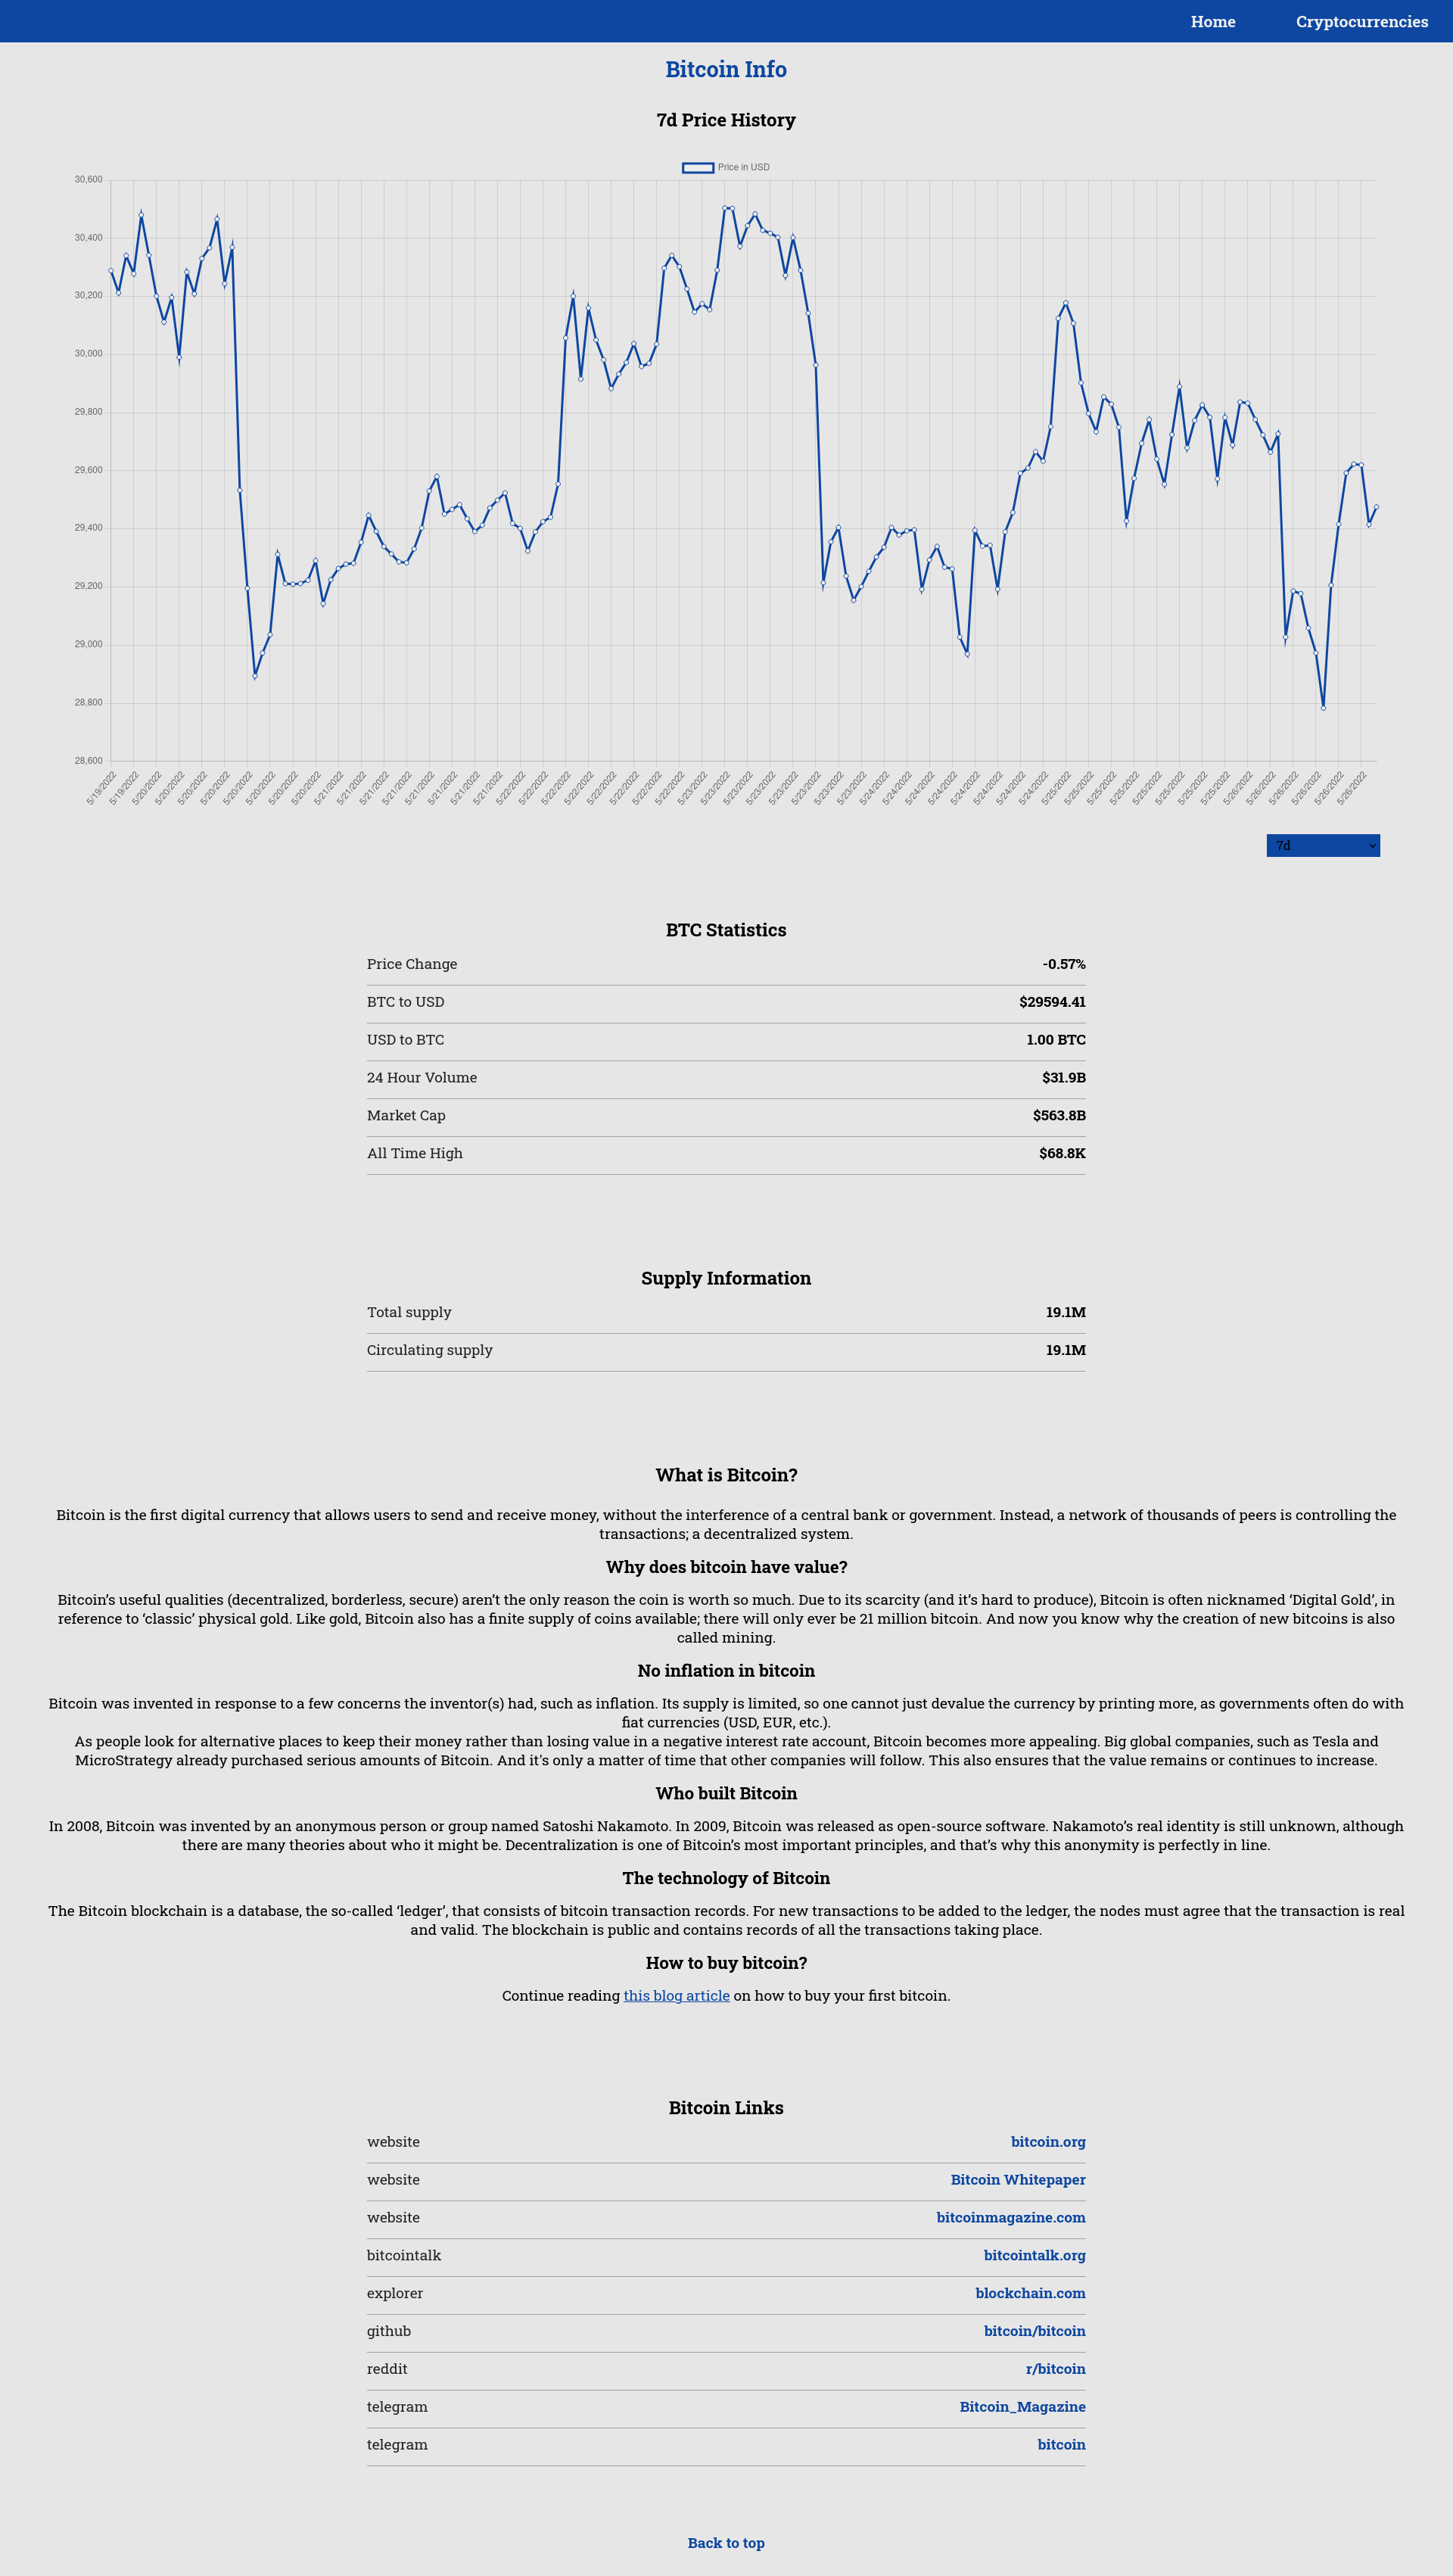 Home Cryptocurrencies
Bitcoin Info
7d Price History
Price in USD
30,600
30,400
30,200
30,000
29,800
29,600
29,400
29,200
29,000
28,800
28,600
5/19/2022 5/19/2022 5/20/2022 5/20/2022 5/20/2022 5/20/2022 5/20/2022 5/20/2022 5/20/2022 5/20/2022 5/21/2022 5/21/2022 5/21/2022 5/21/2022 5/21/2022 5/21/2022 5/21/2022 5/21/2022 5/22/2022 5/22/2022 5/22/2022 5/22/2022 5/22/2022 5/22/2022 5/22/2022 5/22/2022 5/23/2022 5/23/2022 5/23/2022 5/23/2022 5/23/2022 5/23/2022 5/23/2022 5/23/2022 5/24/2022 5/24/2022 5/24/2022 5/24/2022 5/24/2022 5/24/2022 5/24/2022 5/24/2022 5/25/2022 5/25/2022 5/25/2022 5/25/2022 5/25/2022 5/25/2022 5/25/2022 5/25/2022 5/26/2022 5/26/2022 5/26/2022 5/26/2022 5/26/2022 5/26/2022
7d
BTC Statistics
Price Change -0.57%
BTC to USD $29594.41
USD to BTC 1.00 BTC
24 Hour Volume $31.9B
Market Cap $563.8B
All Time High $68.8K
Supply Information
Total supply 19.1M
Circulating supply 19.1M
What is Bitcoin?
Bitcoin is the first digital currency that allows users to send and receive money, without the interference of a central bank or government. Instead, a network of thousands of peers is controlling the
transactions; a decentralized system.
Why does bitcoin have value?
Bitcoin’s useful qualities (decentralized, borderless, secure) aren’t the only reason the coin is worth so much. Due to its scarcity (and it’s hard to produce), Bitcoin is often nicknamed ‘Digital Gold’, in
reference to ‘classic’ physical gold. Like gold, Bitcoin also has a finite supply of coins available; there will only ever be 21 million bitcoin. And now you know why the creation of new bitcoins is also
called mining.
No inflation in bitcoin
Bitcoin was invented in response to a few concerns the inventor(s) had, such as inflation. Its supply is limited, so one cannot just devalue the currency by printing more, as governments often do with
fiat currencies (USD, EUR, etc.).
As people look for alternative places to keep their money rather than losing value in a negative interest rate account, Bitcoin becomes more appealing. Big global companies, such as Tesla and
MicroStrategy already purchased serious amounts of Bitcoin. And it's only a matter of time that other companies will follow. This also ensures that the value remains or continues to increase.
Who built Bitcoin
In 2008, Bitcoin was invented by an anonymous person or group named Satoshi Nakamoto. In 2009, Bitcoin was released as open-source software. Nakamoto’s real identity is still unknown, although
there are many theories about who it might be. Decentralization is one of Bitcoin’s most important principles, and that’s why this anonymity is perfectly in line.
The technology of Bitcoin
The Bitcoin blockchain is a database, the so-called ‘ledger’, that consists of bitcoin transaction records. For new transactions to be added to the ledger, the nodes must agree that the transaction is real
and valid. The blockchain is public and contains records of all the transactions taking place.
How to buy bitcoin?
Continue reading this blog article on how to buy your first bitcoin.
Bitcoin Links
website bitcoin.org
website Bitcoin Whitepaper
website bitcoinmagazine.com
bitcointalk bitcointalk.org
explorer blockchain.com
github bitcoin/bitcoin
reddit r/bitcoin
telegram Bitcoin_Magazine
telegram bitcoin
Back to top